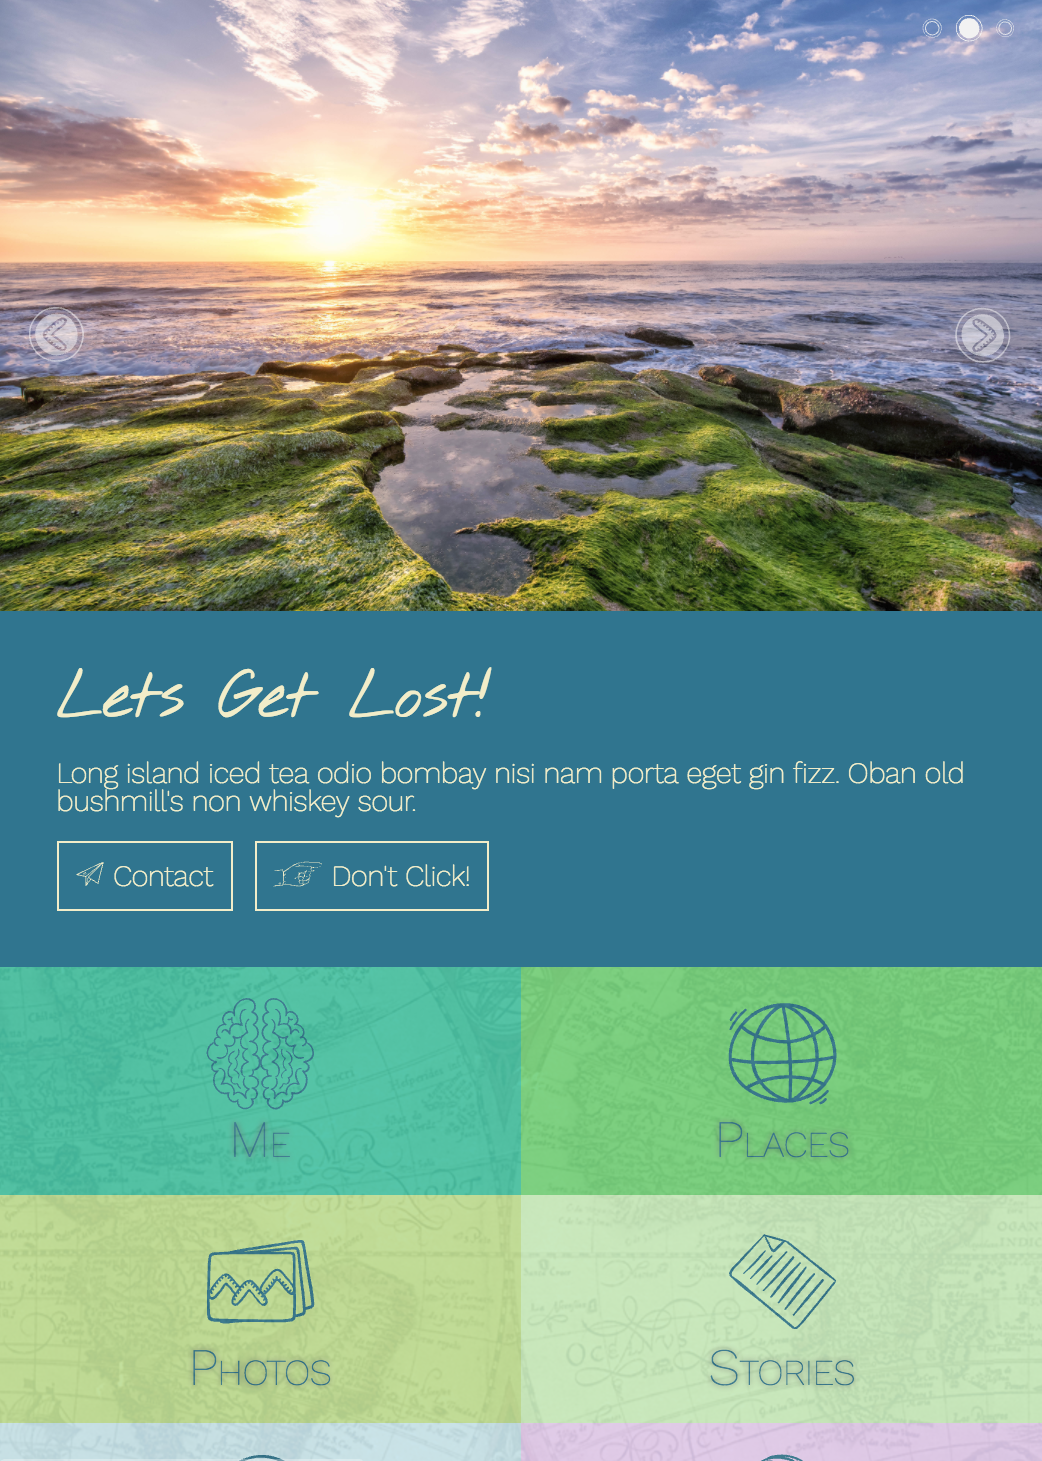 Lets Get Lost!
Long island iced tea odio bombay nisi nam porta eget gin fizz. Oban old
bushmill's non whiskey sour.
Contact
Don't Click!
Me
Places
Photos
Stories
Oceanus